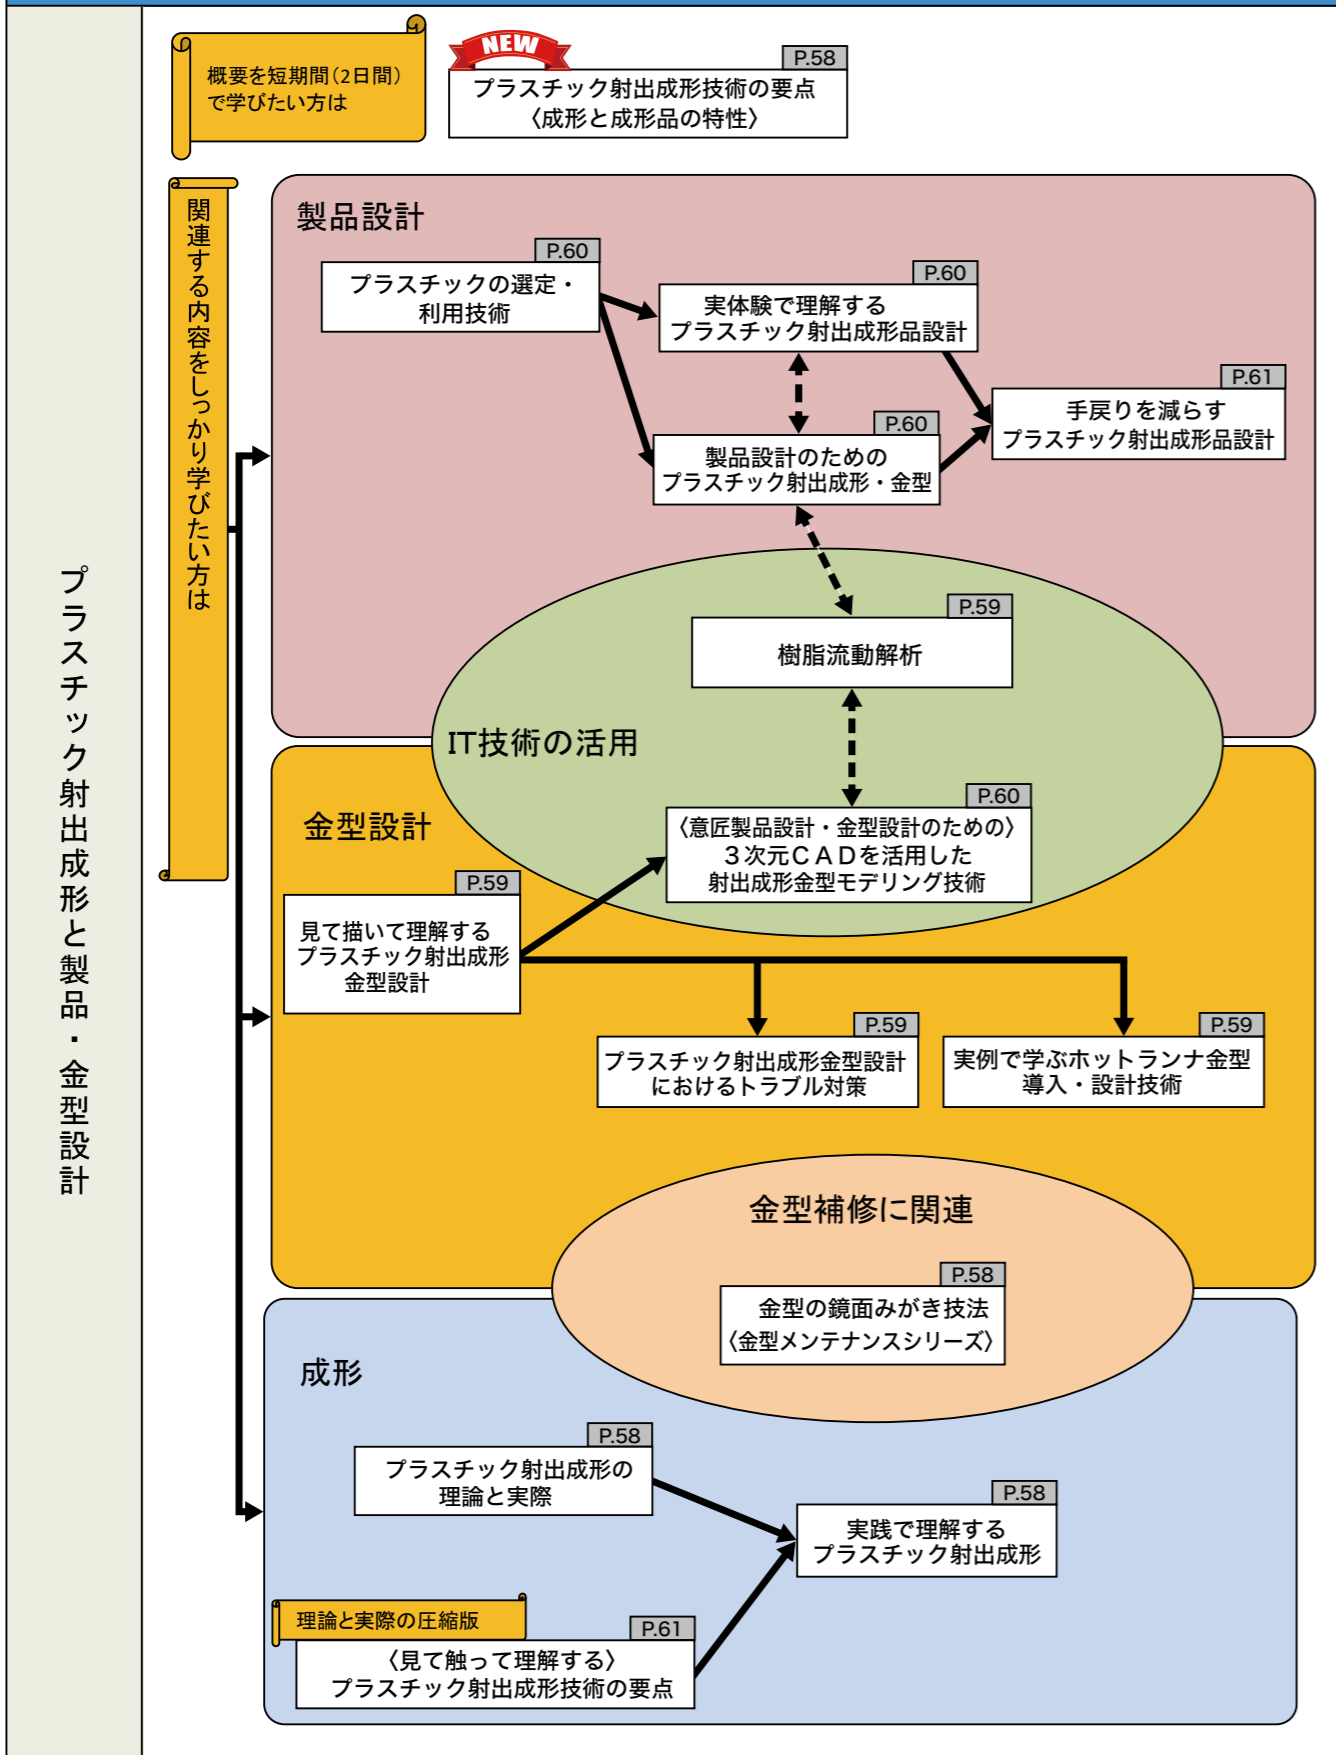 プラスチック射出成形と製品・金型設計
概要を短期間(2日間)
で学びたい方は
NEW
P.58
プラスチック射出成形技術の要点
〈成形と成形品の特性〉
関連する内容をしっかり学びたい方は
製品設計
P.60
プラスチックの選定・
利用技術
P.60
実体験で理解する
プラスチック射出成形品設計
P.61
手戻りを減らす
プラスチック射出成形品設計
P.60
製品設計のための
プラスチック射出成形・金型
P.59
樹脂流動解析
IT技術の活用
金型設計
P.60
〈意匠製品設計・金型設計のための〉
3次元CADを活用した
射出成形金型モデリング技術
P.59
見て描いて理解する
プラスチック射出成形
金型設計
P.59
プラスチック射出成形金型設計
におけるトラブル対策
P.59
実例で学ぶホットランナ金型
導入・設計技術
金型補修に関連
P.58
金型の鏡面みがき技法
〈金型メンテナンスシリーズ〉
成形
P.58
プラスチック射出成形の
理論と実際
P.58
実践で理解する
プラスチック射出成形
理論と実際の圧縮版
P.61
〈見て触って理解する〉
プラスチック射出成形技術の要点